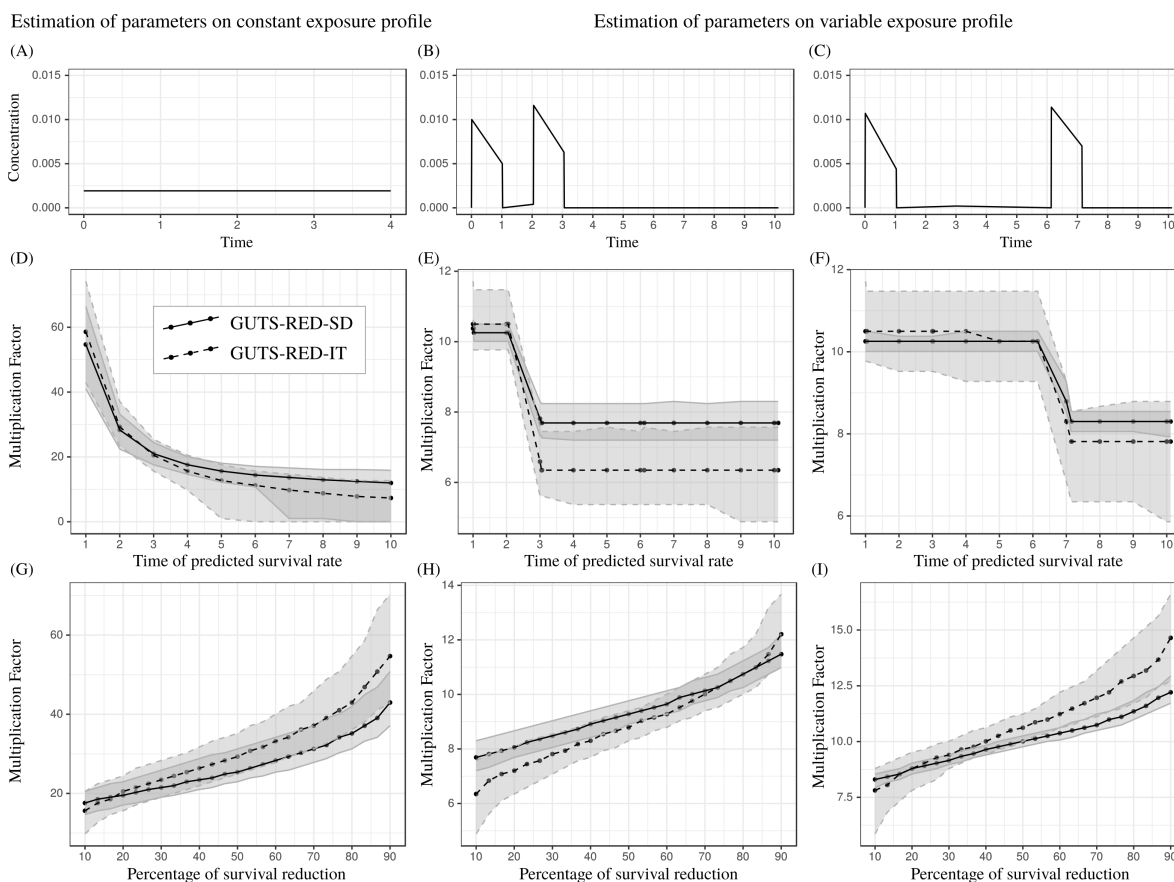 Estimation of parameters on constant exposure profile
Estimation of parameters on variable exposure profile
(A)
(B)
(C)
Concentration
0.015
0.010
0.005
0.000
0 1 2 3 4
Time
0.015
0.010
0.005
0.000
0 1 2 3 4 5 6 7 8 9 10
Time
0.015
0.010
0.005
0.000
0 1 2 3 4 5 6 7 8 9 10
Time
(D)
(E)
(F)
Multiplication Factor
60
40
20
0
GUTS-RED-SD
GUTS-RED-IT
1 2 3 4 5 6 7 8 9 10
Time of predicted survival rate
Multiplication Factor
12
10
8
6
1 2 3 4 5 6 7 8 9 10
Time of predicted survival rate
Multiplication Factor
12
10
8
6
1 2 3 4 5 6 7 8 9 10
Time of predicted survival rate
(G)
(H)
(I)
Multiplication Factor
60
40
20
10 20 30 40 50 60 70 80 90
Percentage of survival reduction
Multiplication Factor
14
12
10
8
6
10 20 30 40 50 60 70 80 90
Percentage of survival reduction
Multiplication Factor
15.0
12.5
10.0
7.5
10 20 30 40 50 60 70 80 90
Percentage of survival reduction